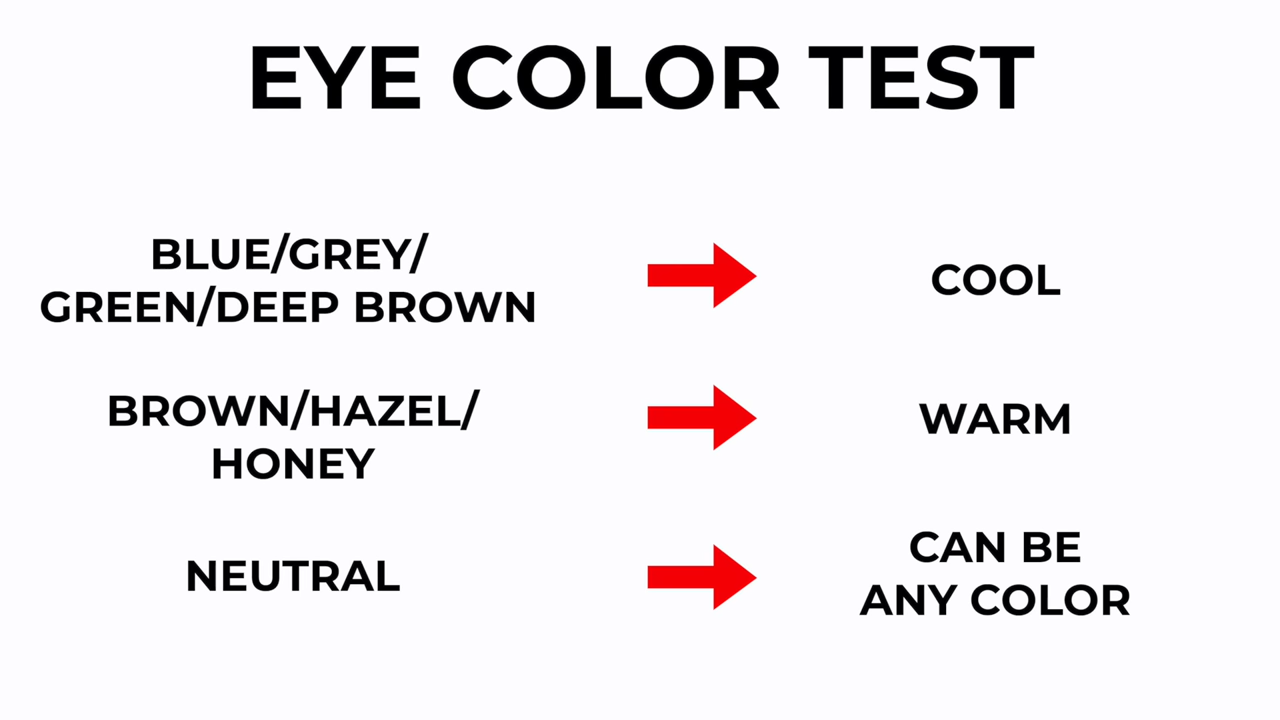 EYE COLOR TEST
BLUE/GREY/
GREEN/DEEP BROWN
COOL
BROWN/HAZEL/
HONEY
WARM
NEUTRAL
CAN BE
ANY COLOR